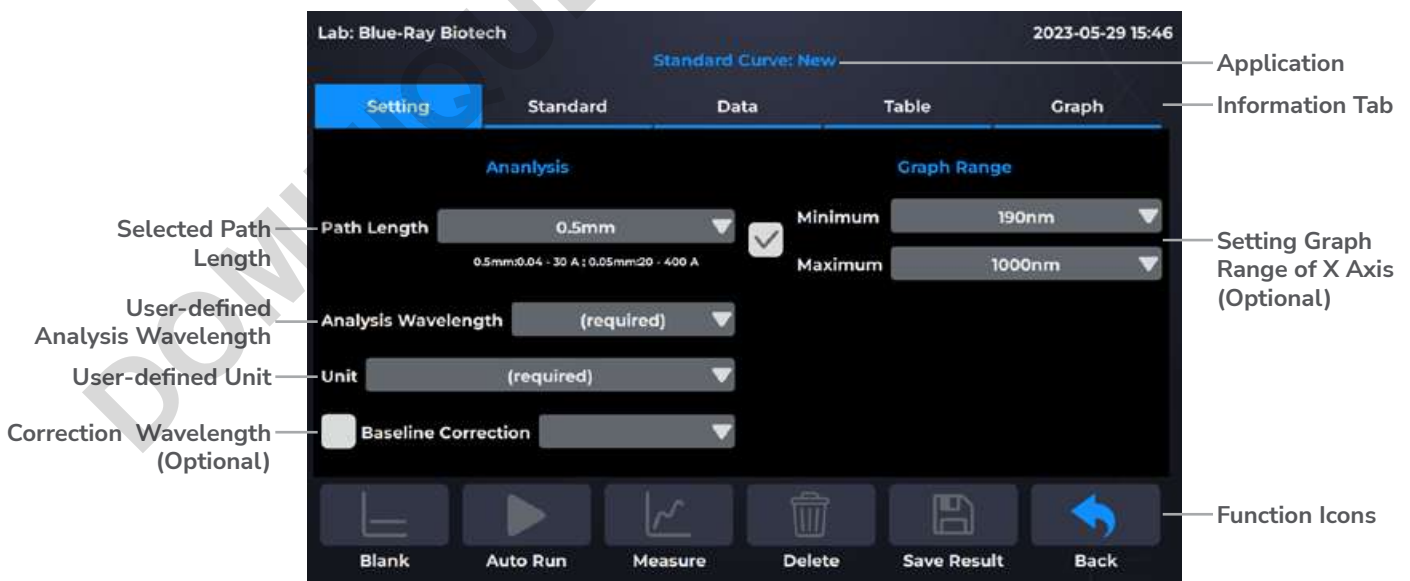 Lab: Blue-Ray Biotech
2023-05-29 15:46
Standard Curve: New
Application
Setting
Standard
Data
Table
Graph
Information Tab
Ananlysis
Graph Range
Selected Path
Length
Path Length
0.5mm
0.5mm:0.04 - 30 A ; 0.05mm:20 - 400 A
Minimum
190nm
Maximum
1000nm
Setting Graph
Range of X Axis
(Optional)
User-defined
Analysis Wavelength
Analysis Wavelength
(required)
User-defined Unit
Unit
(required)
Correction Wavelength
(Optional)
Baseline Correction
Function Icons
Blank
Auto Run
Measure
Delete
Save Result
Back